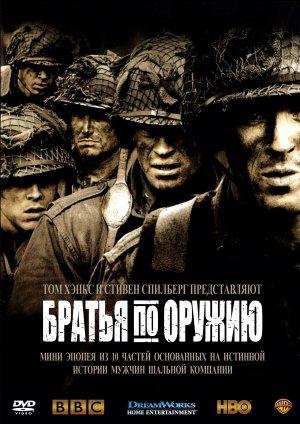 ТОМ ХЭНКС И СТИВЕН СПИЛБЕРГ ПРЕДСТАВЛЯЮТ
БРАТЬЯ ПО ОРУЖИЮ
МИНИ ЭПОПЕЯ ИЗ 10 ЧАСТЕЙ ОСНОВАННЫХ НА ИСТИННОЙ
ИСТОРИИ МУЖЧИН ШАЛЬНОЙ КОМПАНИИ
DVD VIDEO BBC DREAMWORKS HOME ENTERTAINMENT HBO WB